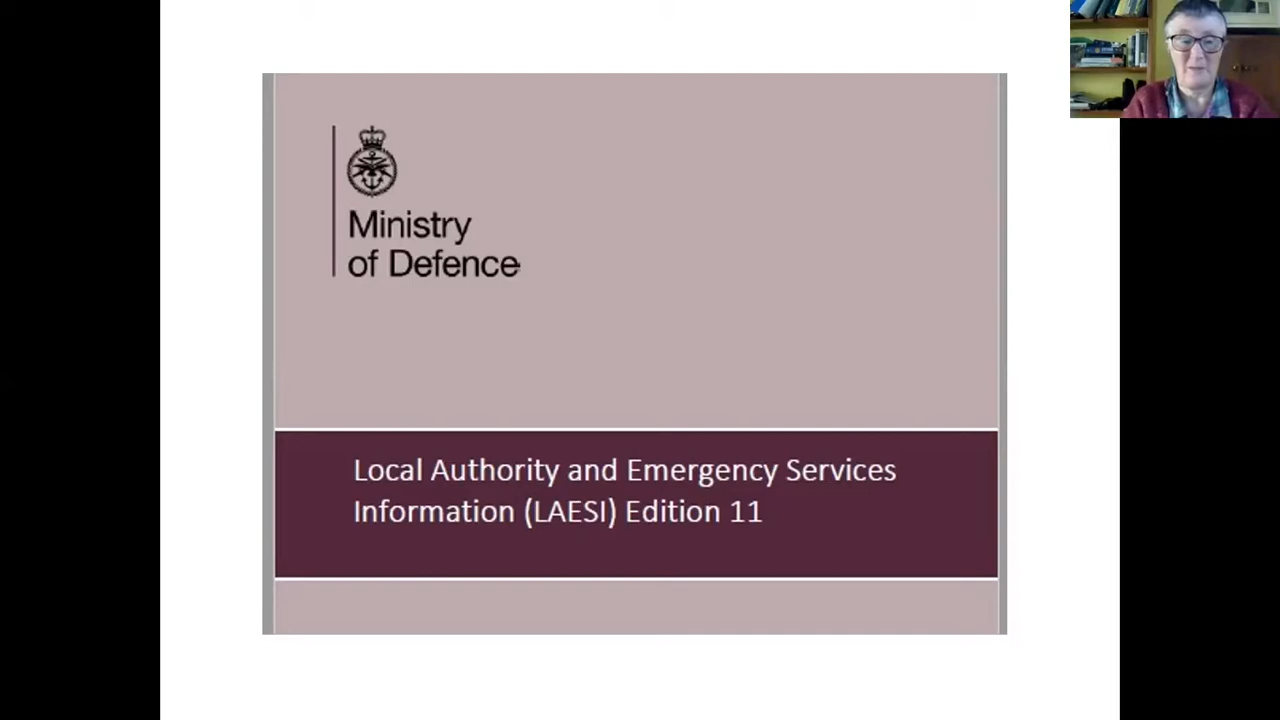 Ministry
of Defence
Local Authority and Emergency Services
Information (LAESI) Edition 11